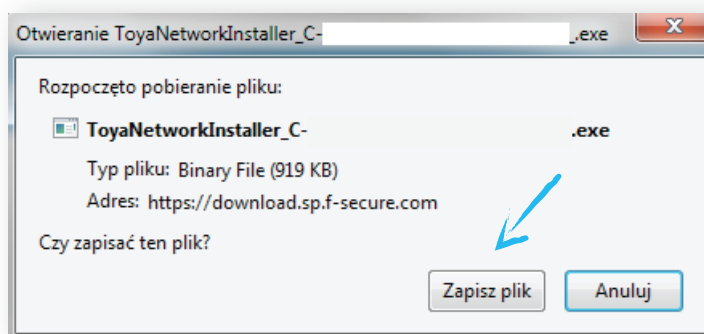 Otwieranie ToyaNetworkInstaller_C- _.exe
Rozpoczęto pobieranie pliku:
ToyaNetworkInstaller_C- .exe
Typ pliku: Binary File (919 KB)
Adres: https://download.sp.f-secure.com
Czy zapisać ten plik?
Zapisz plik Anuluj